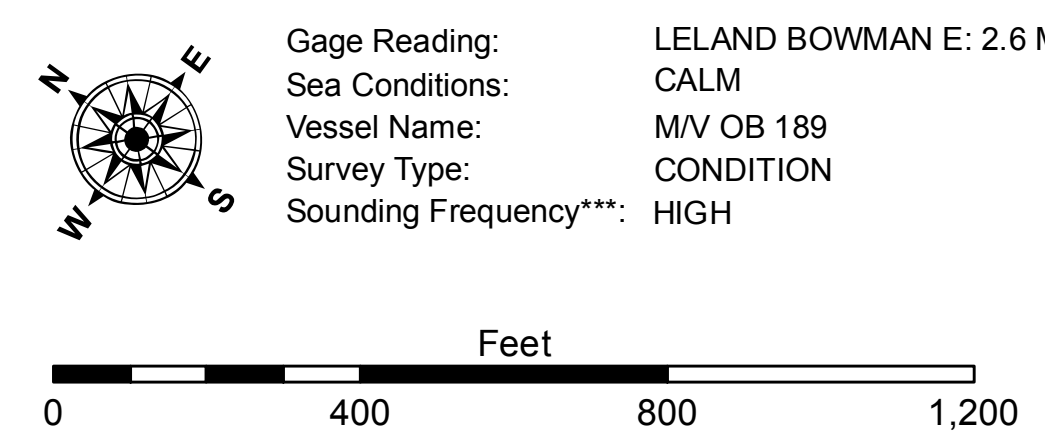 N
E
W
S
Gage Reading: LELAND BOWMAN E: 2.6
Sea Conditions: CALM
Vessel Name: M/V OB 189
Survey Type: CONDITION
Sounding Frequency***: HIGH
Feet
0 400 800 1,200